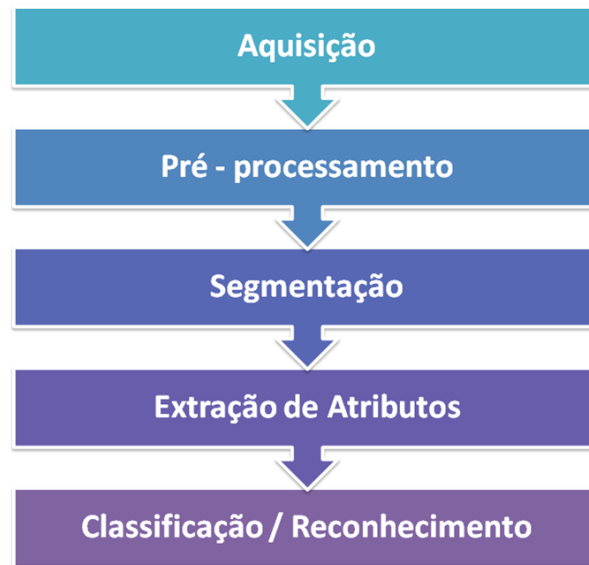 Aquisição
Pré - processamento
Segmentação
Extração de Atributos
Classificação / Reconhecimento